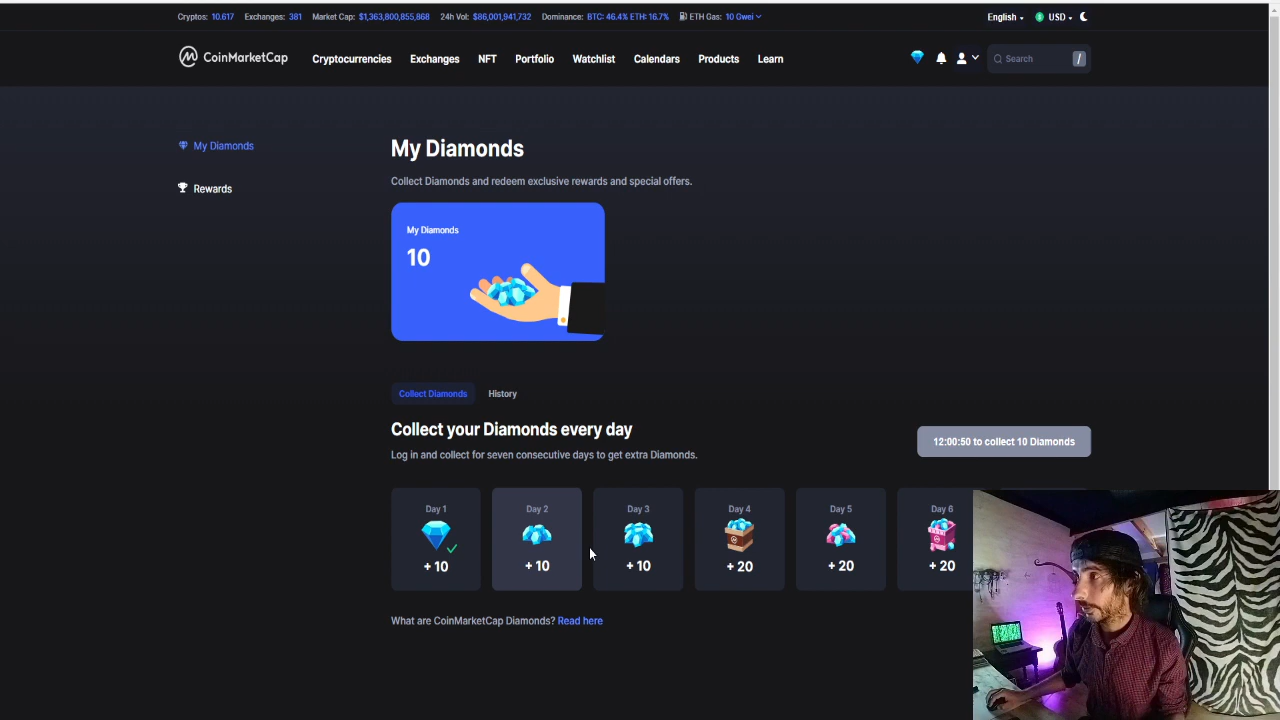 Cryptos: 10.617 Exchanges: 381 Market Cap: $1,363,800,855,868 24h Vol: $86,001,941,732 Dominance: BTC: 46.4% ETH: 16.7% ETH Gas: 10 Gwei English USD
CoinMarketCap Cryptocurrencies Exchanges NFT Portfolio Watchlist Calendars Products Learn Search /
My Diamonds
Rewards
My Diamonds
Collect Diamonds and redeem exclusive rewards and special offers.
My Diamonds
10
Collect Diamonds History
Collect your Diamonds every day
Log in and collect for seven consecutive days to get extra Diamonds.
12:00:50 to collect 10 Diamonds
Day 1 Day 2 Day 3 Day 4 Day 5 Day 6
+ 10 + 10 + 10 + 20 + 20 + 20
What are CoinMarketCap Diamonds? Read here